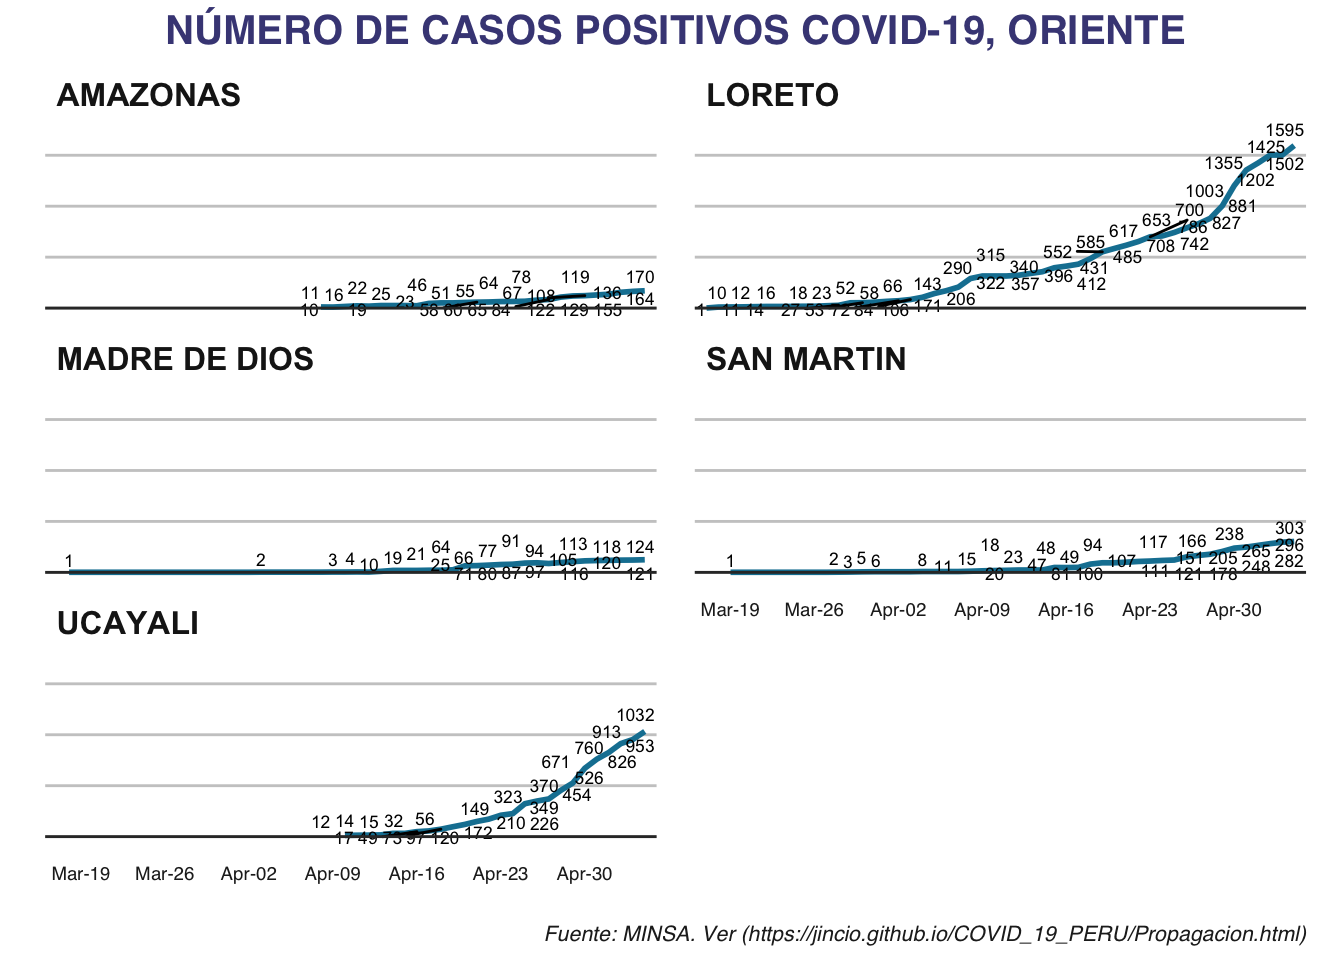 NÚMERO DE CASOS POSITIVOS COVID-19, ORIENTE
AMAZONAS
11 16 22 25 23 46 51 55 64 67 78 108 119 136 170
10 19 58 60 65 84 122 129 155 164
LORETO
1595
1425
1355 1502
1202
1003
700 881
653 786 827
617 708 742
552 585 485
290 315 340 396 431
322 357 412
10 12 16 18 23 52 58 66 143 206
1 11 14 27 53 72 84 106 171
MADRE DE DIOS
1 2 3 4 10 19 21 64 25 66 77 91 94 105 113 118 120 124
71 80 87 97 116 121
SAN MARTIN
1 2 3 5 6 8 11 15 18 23 47 48 49 94 107 117 166 151 238 205 265 303 296
20 81 100 111 121 178 248 282
Mar-19 Mar-26 Apr-02 Apr-09 Apr-16 Apr-23 Apr-30
UCAYALI
1032
913
760 953
671 826
526
370 454
323 349
149 210 226
12 14 15 32 56 172
17 49 73 97 120
Mar-19 Mar-26 Apr-02 Apr-09 Apr-16 Apr-23 Apr-30
Fuente: MINSA. Ver (https://jincio.github.io/COVID_19_PERU/Propagacion.html)